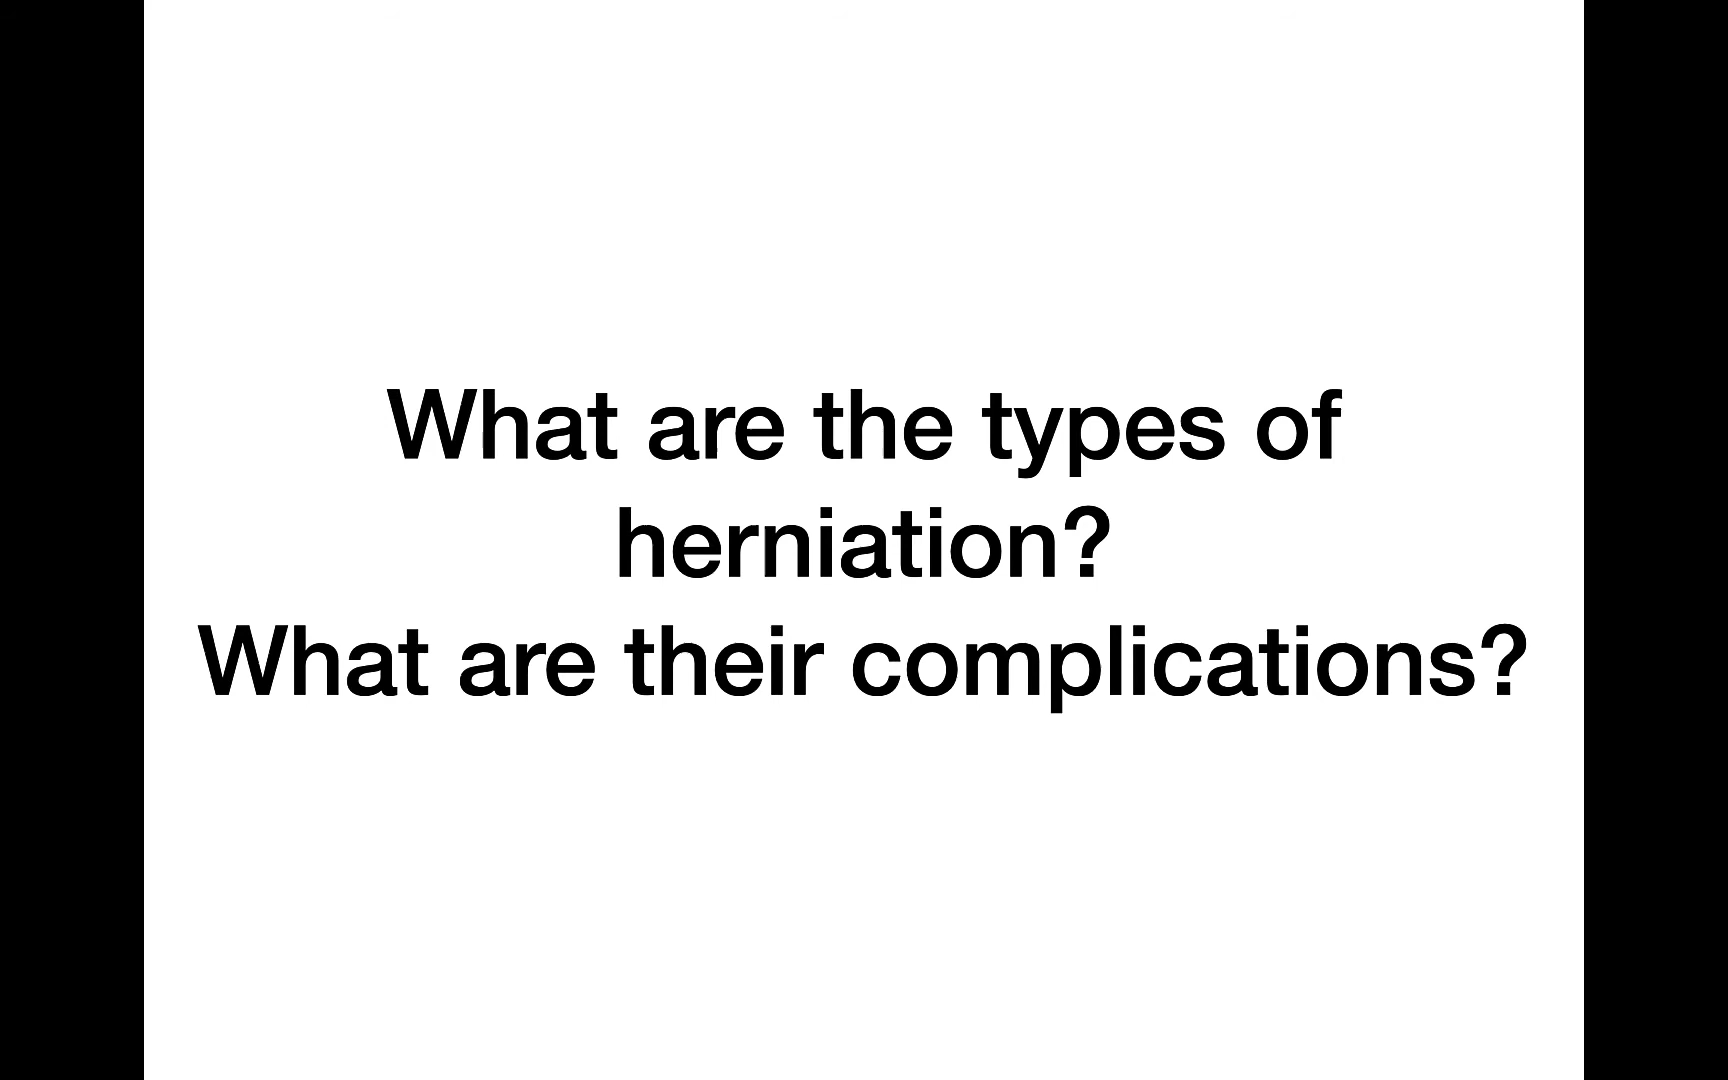 What are the types of
herniation?
What are their complications?